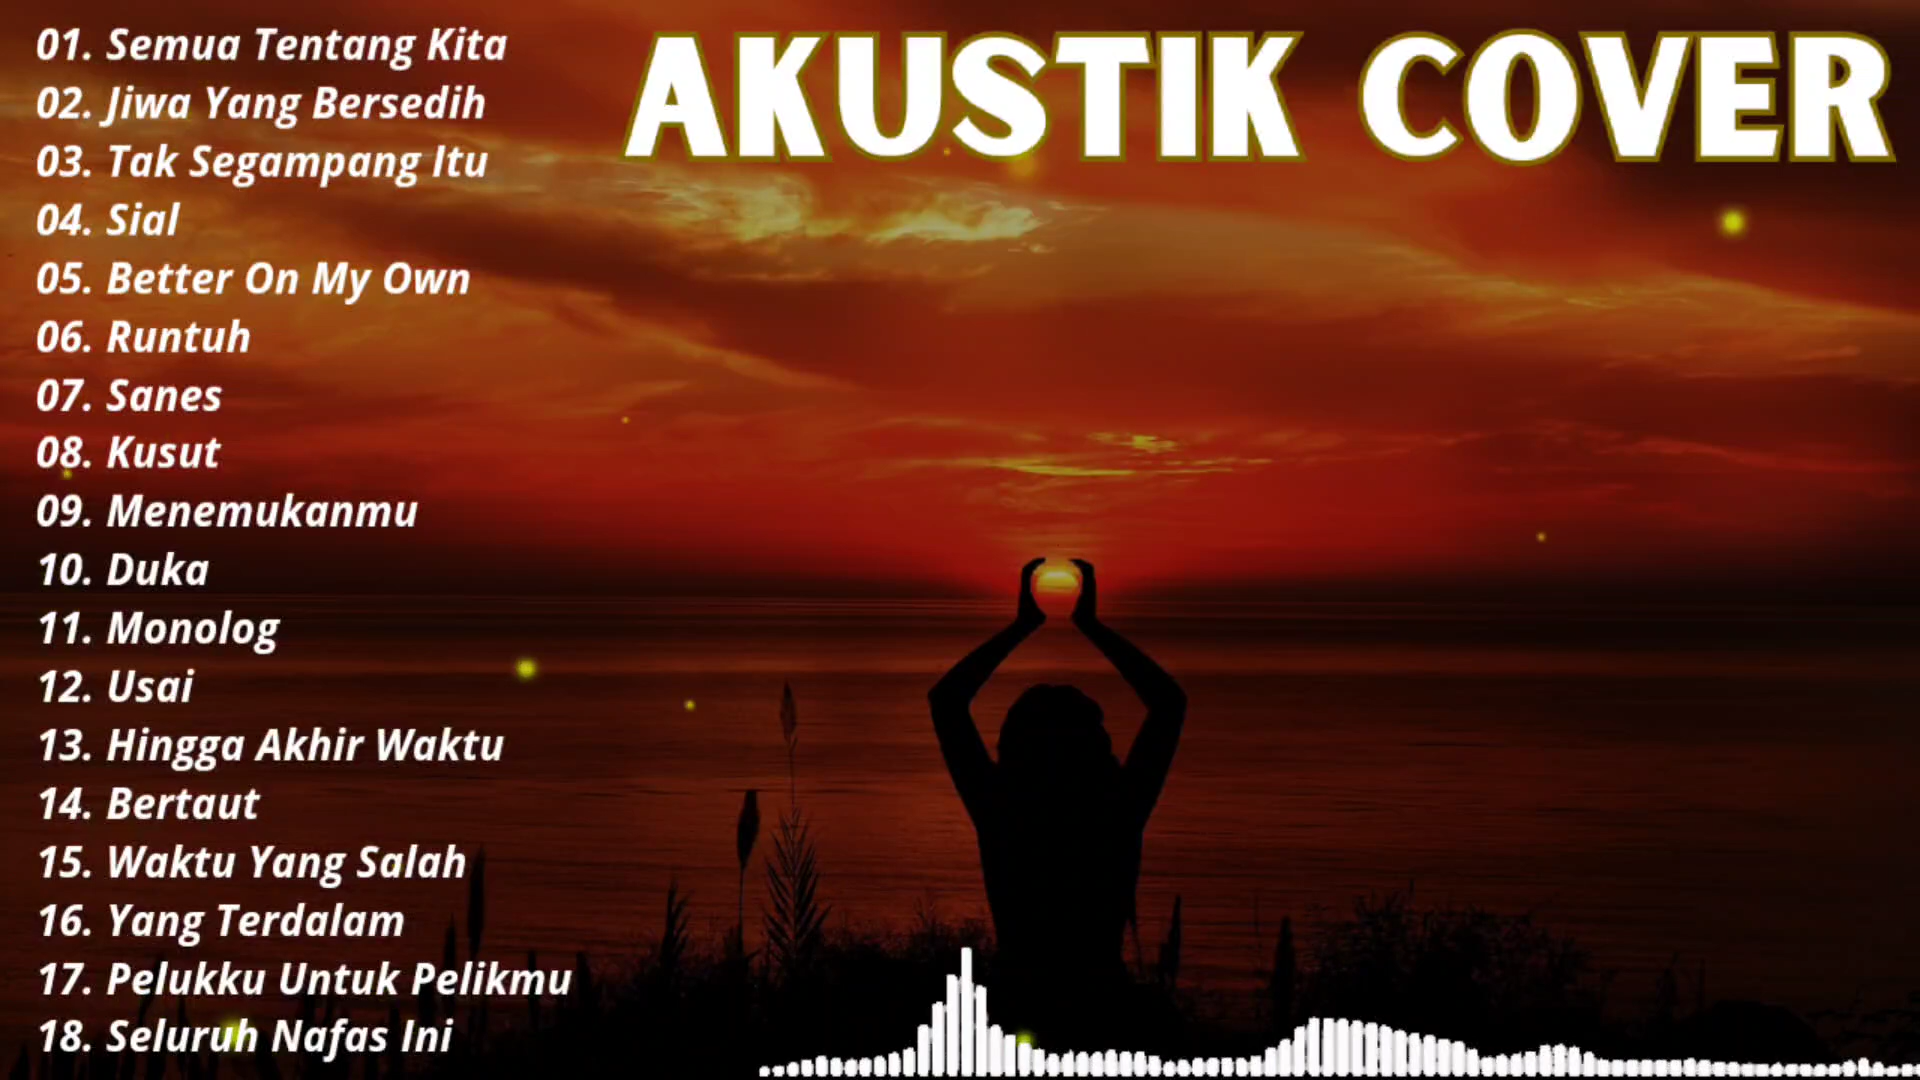 AKUSTIK COVER
01. Semua Tentang Kita
02. Jiwa Yang Bersedih
03. Tak Segampang Itu
04. Sial
05. Better On My Own
06. Runtuh
07. Sanes
08. Kusut
09. Menemukanmu
10. Duka
11. Monolog
12. Usai
13. Hingga Akhir Waktu
14. Bertaut
15. Waktu Yang Salah
16. Yang Terdalam
17. Pelukku Untuk Pelikmu
18. Seluruh Nafas Ini